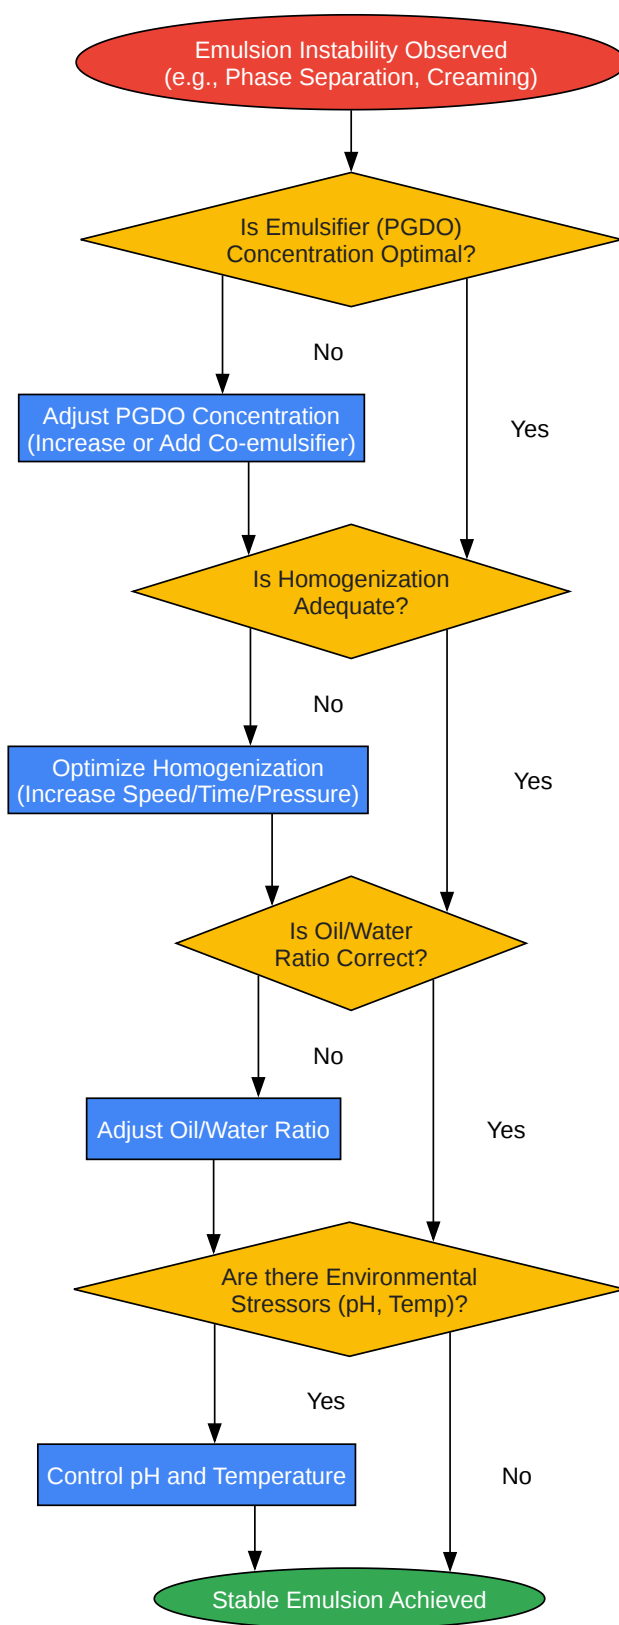 Emulsion Instability Observed
(e.g., Phase Separation, Creaming)
Is Emulsifier (PGDO)
Concentration Optimal?
No
Yes
Adjust PGDO Concentration
(Increase or Add Co-emulsifier)
Is Homogenization
Adequate?
No
Yes
Optimize Homogenization
(Increase Speed/Time/Pressure)
Is Oil/Water
Ratio Correct?
No
Yes
Adjust Oil/Water Ratio
Are there Environmental
Stressors (pH, Temp)?
Yes
No
Control pH and Temperature
Stable Emulsion Achieved